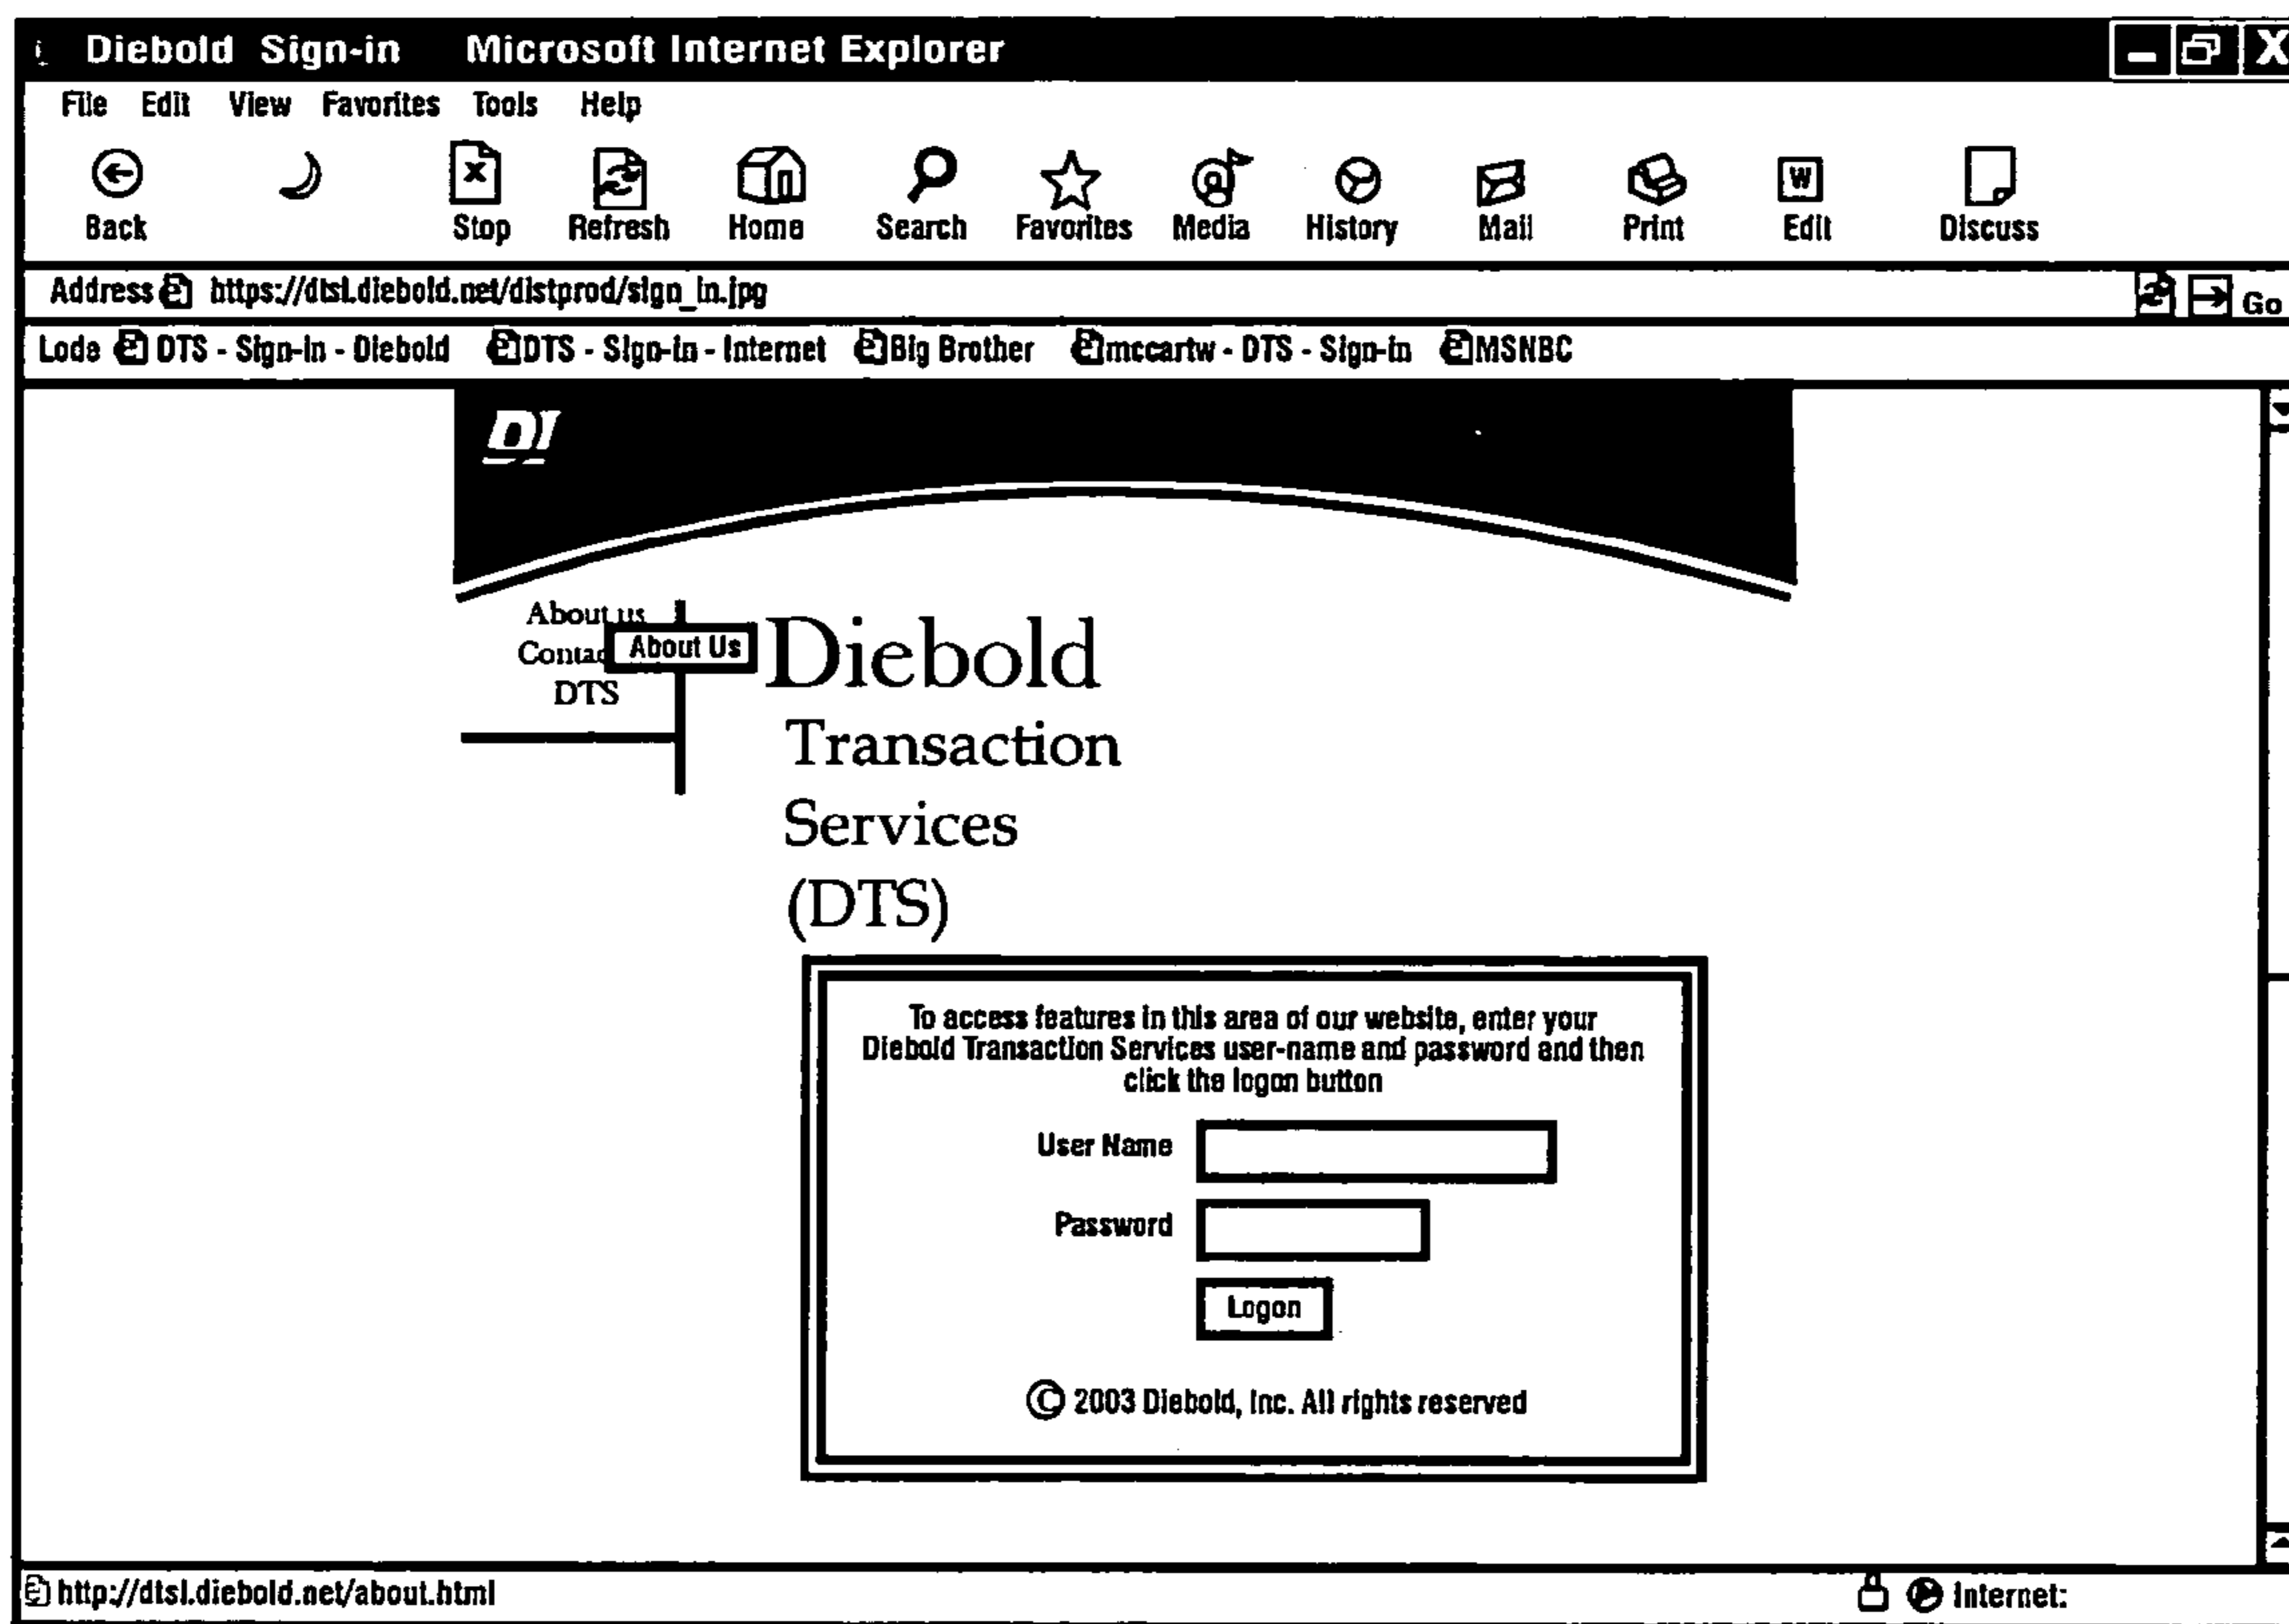 Diebold Sign-in Microsoft Internet Explorer
File Edit View Favorites Tools Help
Back Stop Refresh Home Search Favorites Media History Mail Print Edit Discuss
Address https://dtsl.diebold.net/distprod/sign_in.jpg Go
Lode DTS - Sign-in - Diebold DTS - Sign-in - Internet Big Brother mccartw - DTS - Sign-in MSNBC
DI
About us
Contac
About Us
DTS
Diebold
Transaction
Services
(DTS)
To access features in this area of our website, enter your
Diebold Transaction Services user-name and password and then
click the logon button
User Name
Password
Logon
© 2003 Diebold, Inc. All rights reserved
http://dtsl.diebold.net/about.html Internet: